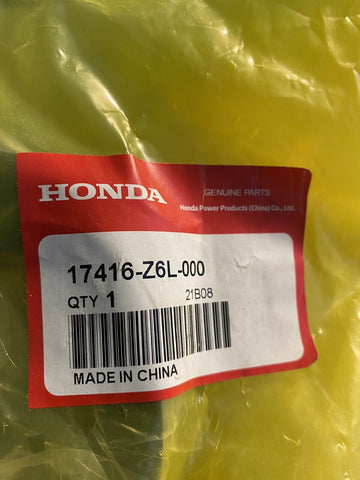 HONDA
GENUINE PARTS
Honda Power Products (China) Co., Ltd.
17416-Z6L-000
QTY 1 21B08
MADE IN CHINA